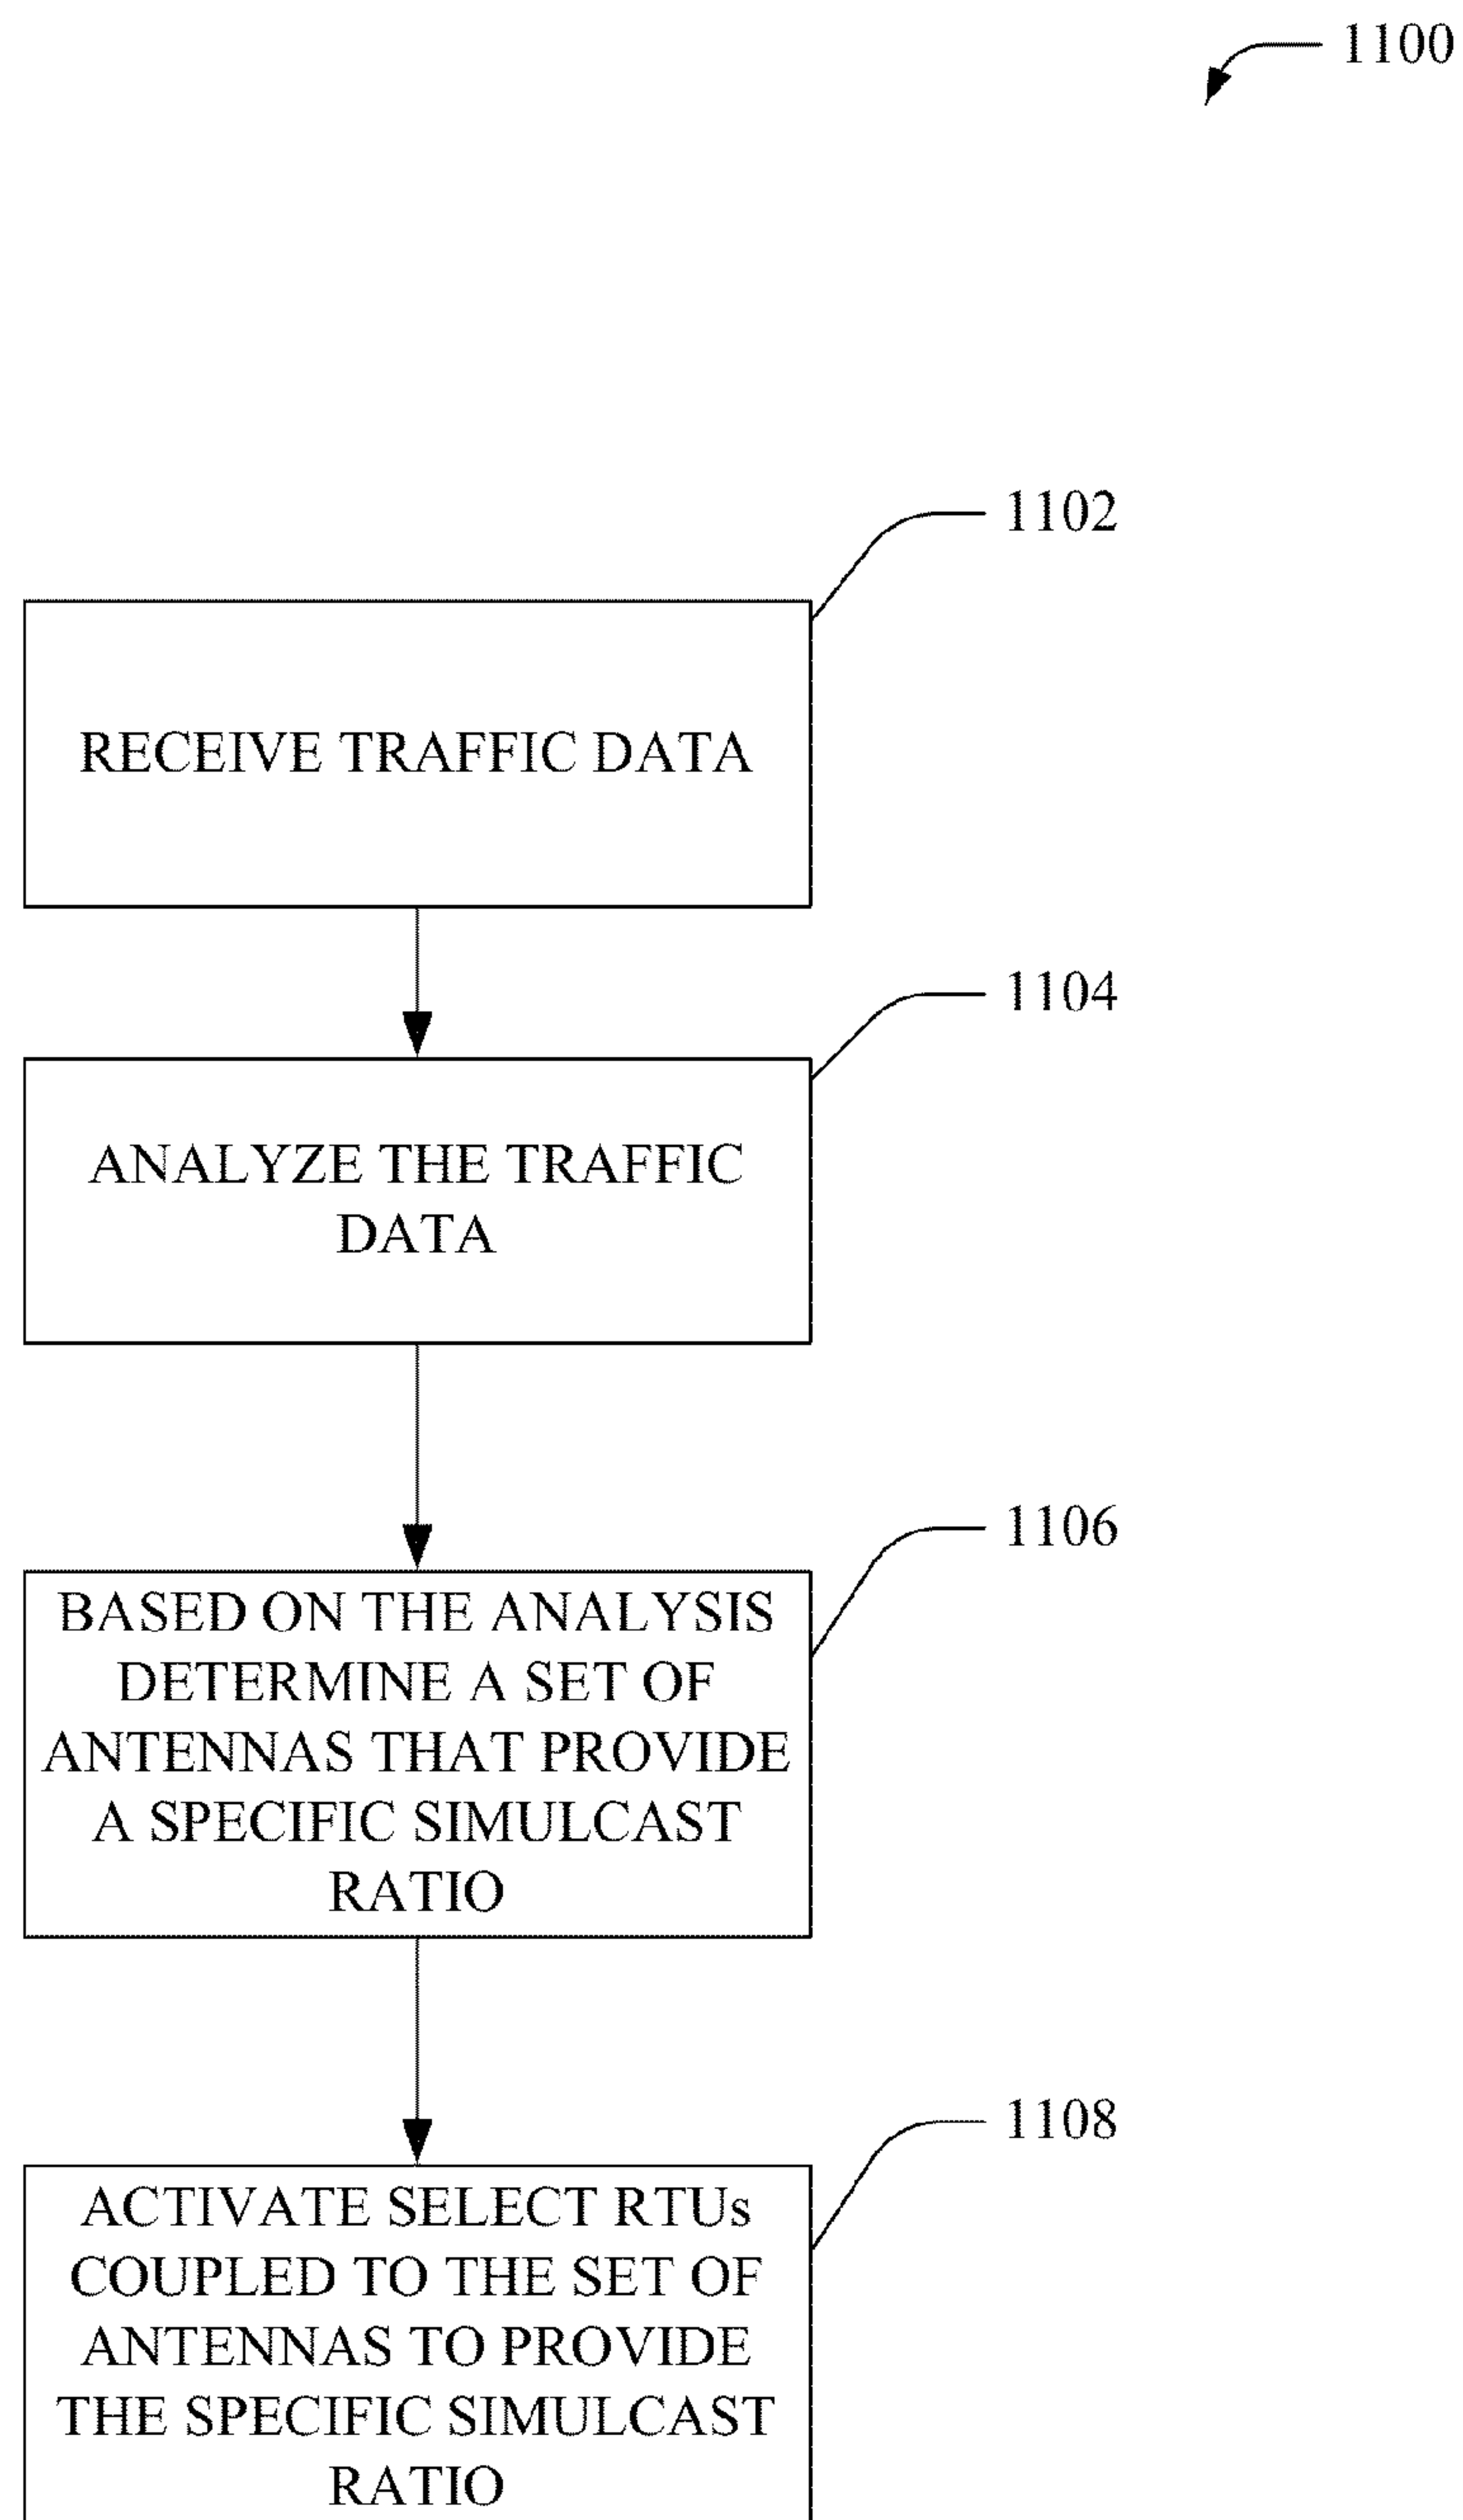 1100
1102
RECEIVE TRAFFIC DATA
1104
ANALYZE THE TRAFFIC
DATA
1106
BASED ON THE ANALYSIS
DETERMINE A SET OF
ANTENNAS THAT PROVIDE
A SPECIFIC SIMULCAST
RATIO
1108
ACTIVATE SELECT RTUs
COUPLED TO THE SET OF
ANTENNAS TO PROVIDE
THE SPECIFIC SIMULCAST
RATIO